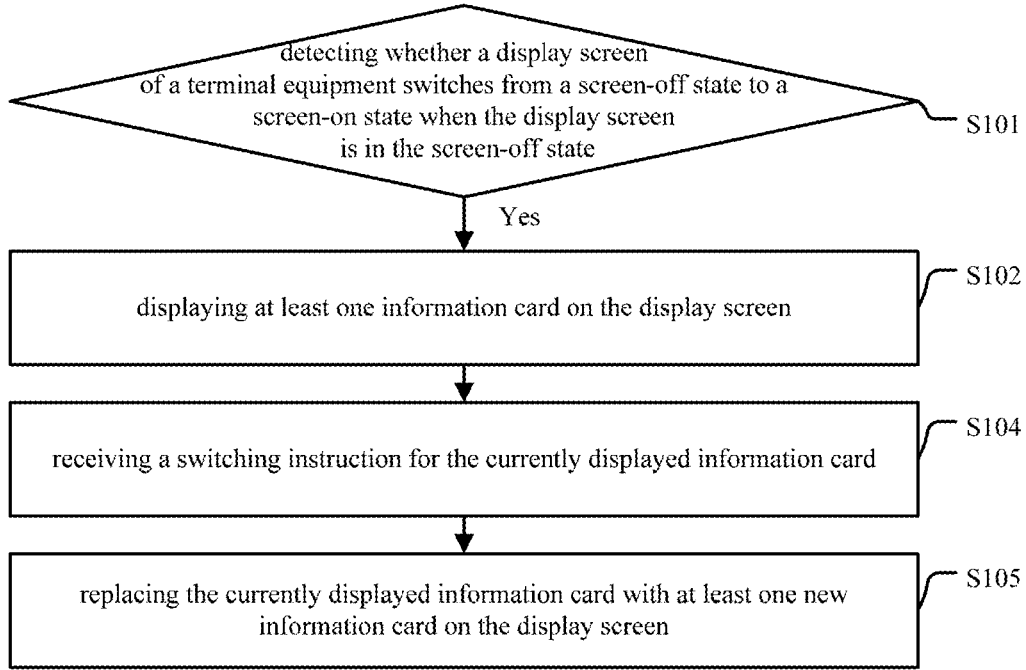 detecting whether a display screen
of a terminal equipment switches from a screen-off state to a
screen-on state when the display screen
is in the screen-off state
S101
Yes
S102
displaying at least one information card on the display screen
S104
receiving a switching instruction for the currently displayed information card
S105
replacing the currently displayed information card with at least one new
information card on the display screen